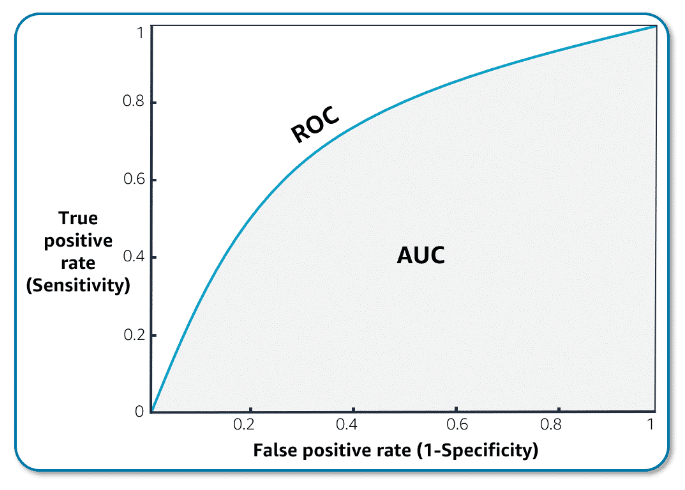 1
0.8
0.6
0.4
0.2
0
True
positive
rate
(Sensitivity)
ROC
AUC
0.2
0.4
0.6
0.8
1
False positive rate (1-Specificity)